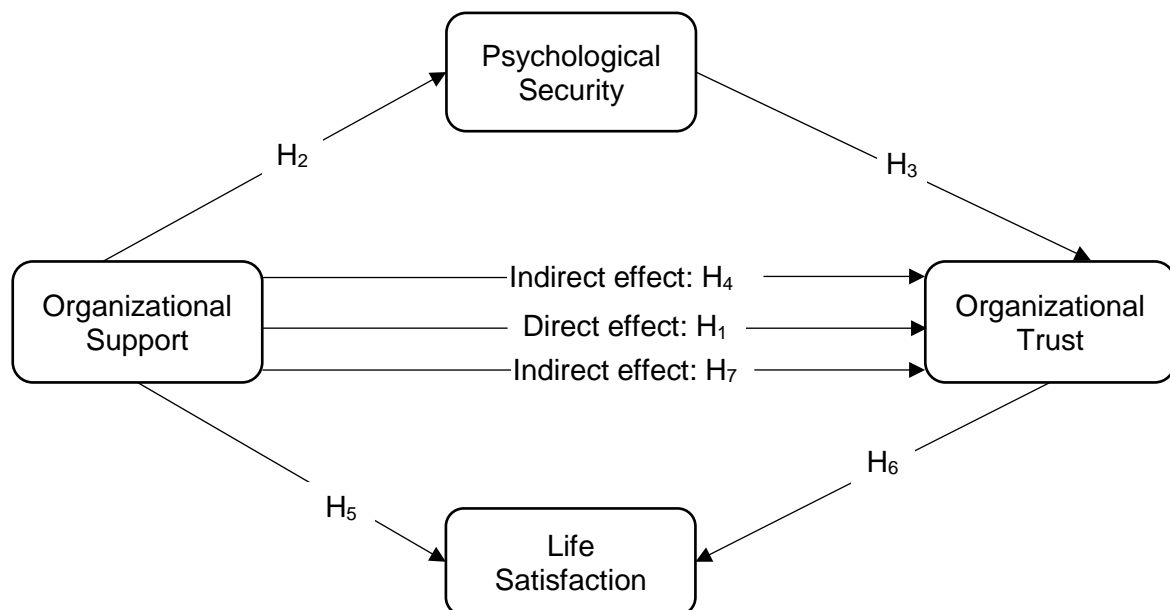 Psychological
Security
H₂
H₃
Organizational
Support
Indirect effect: H₄
Direct effect: H₁
Indirect effect: H₇
Organizational
Trust
H₅
H₆
Life
Satisfaction